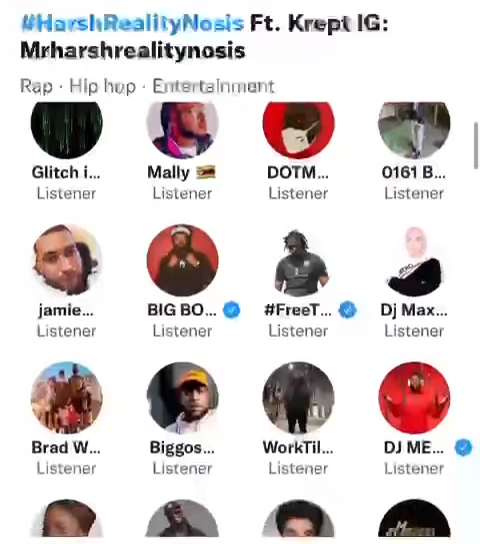 #HarshRealityNosis Ft. Krept IG:
Mrharshrealitynosis
Rap · Hip hop · Entertainment
Glitch i... Mally DOTM... 0161 B...
Listener Listener Listener Listener
jamie... BIG BO... #FreeT... Dj Max...
Listener Listener Listener Listener
Brad W... Biggos... WorkTil... DJ ME...
Listener Listener Listener Listener